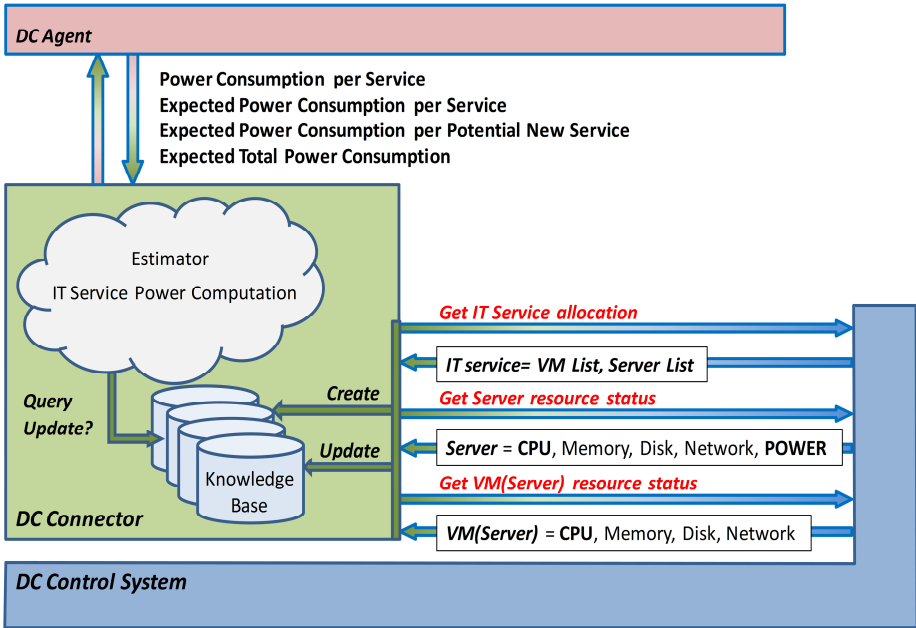 DC Agent
Power Consumption per Service
Expected Power Consumption per Service
Expected Power Consumption per Potential New Service
Expected Total Power Consumption
Estimator
IT Service Power Computation
Get IT Service allocation
IT service= VM List, Server List
Create
Get Server resource status
Query
Update?
Update
Server = CPU, Memory, Disk, Network, POWER
Knowledge
Base
Get VM(Server) resource status
DC Connector
VM(Server) = CPU, Memory, Disk, Network
DC Control System